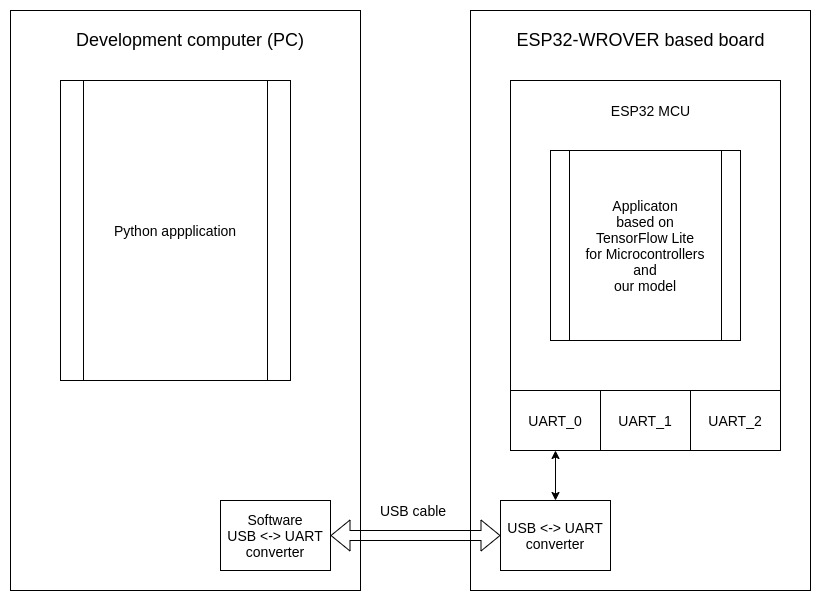 Development computer (PC)
Python appplication
Software
USB <-> UART
converter
USB cable
ESP32-WROVER based board
ESP32 MCU
Applicaton
based on
TensorFlow Lite
for Microcontrollers
and
our model
UART_0
UART_1
UART_2
USB <-> UART
converter